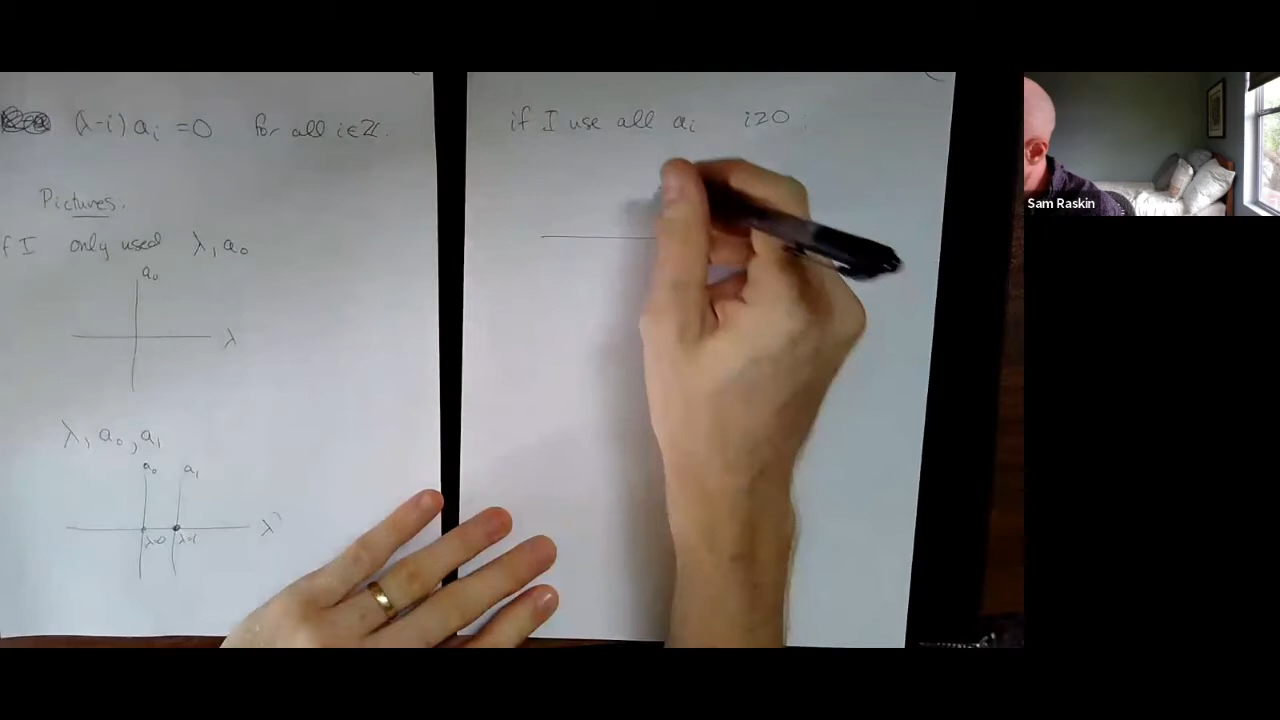 (λ-i) aᵢ = 0 for all i∈ℤ.
Pictures.
f I only used λ, a₀
a₀
λ
λ, a₀, a₁
a₀ a₁
λ
λ=0 λ=1
if I use all aᵢ i≥0
Sam Raskin